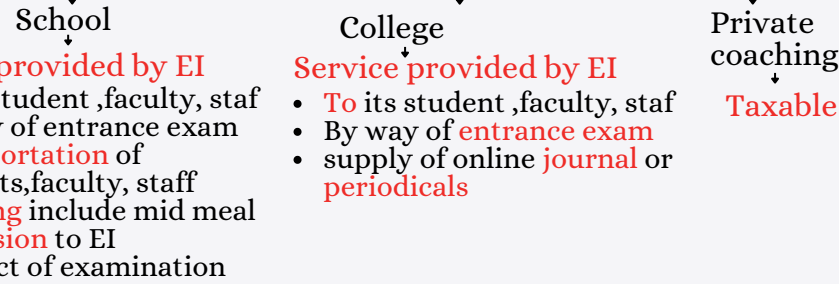 School
provided by EI
tudent ,faculty, staf
of entrance exam
ortation of
ts,faculty, staff
ng include mid meal
sion to EI
ct of examination
College
Service provided by EI
• To its student ,faculty, staf
• By way of entrance exam
• supply of online journal or
periodicals
Private
coaching
Taxable